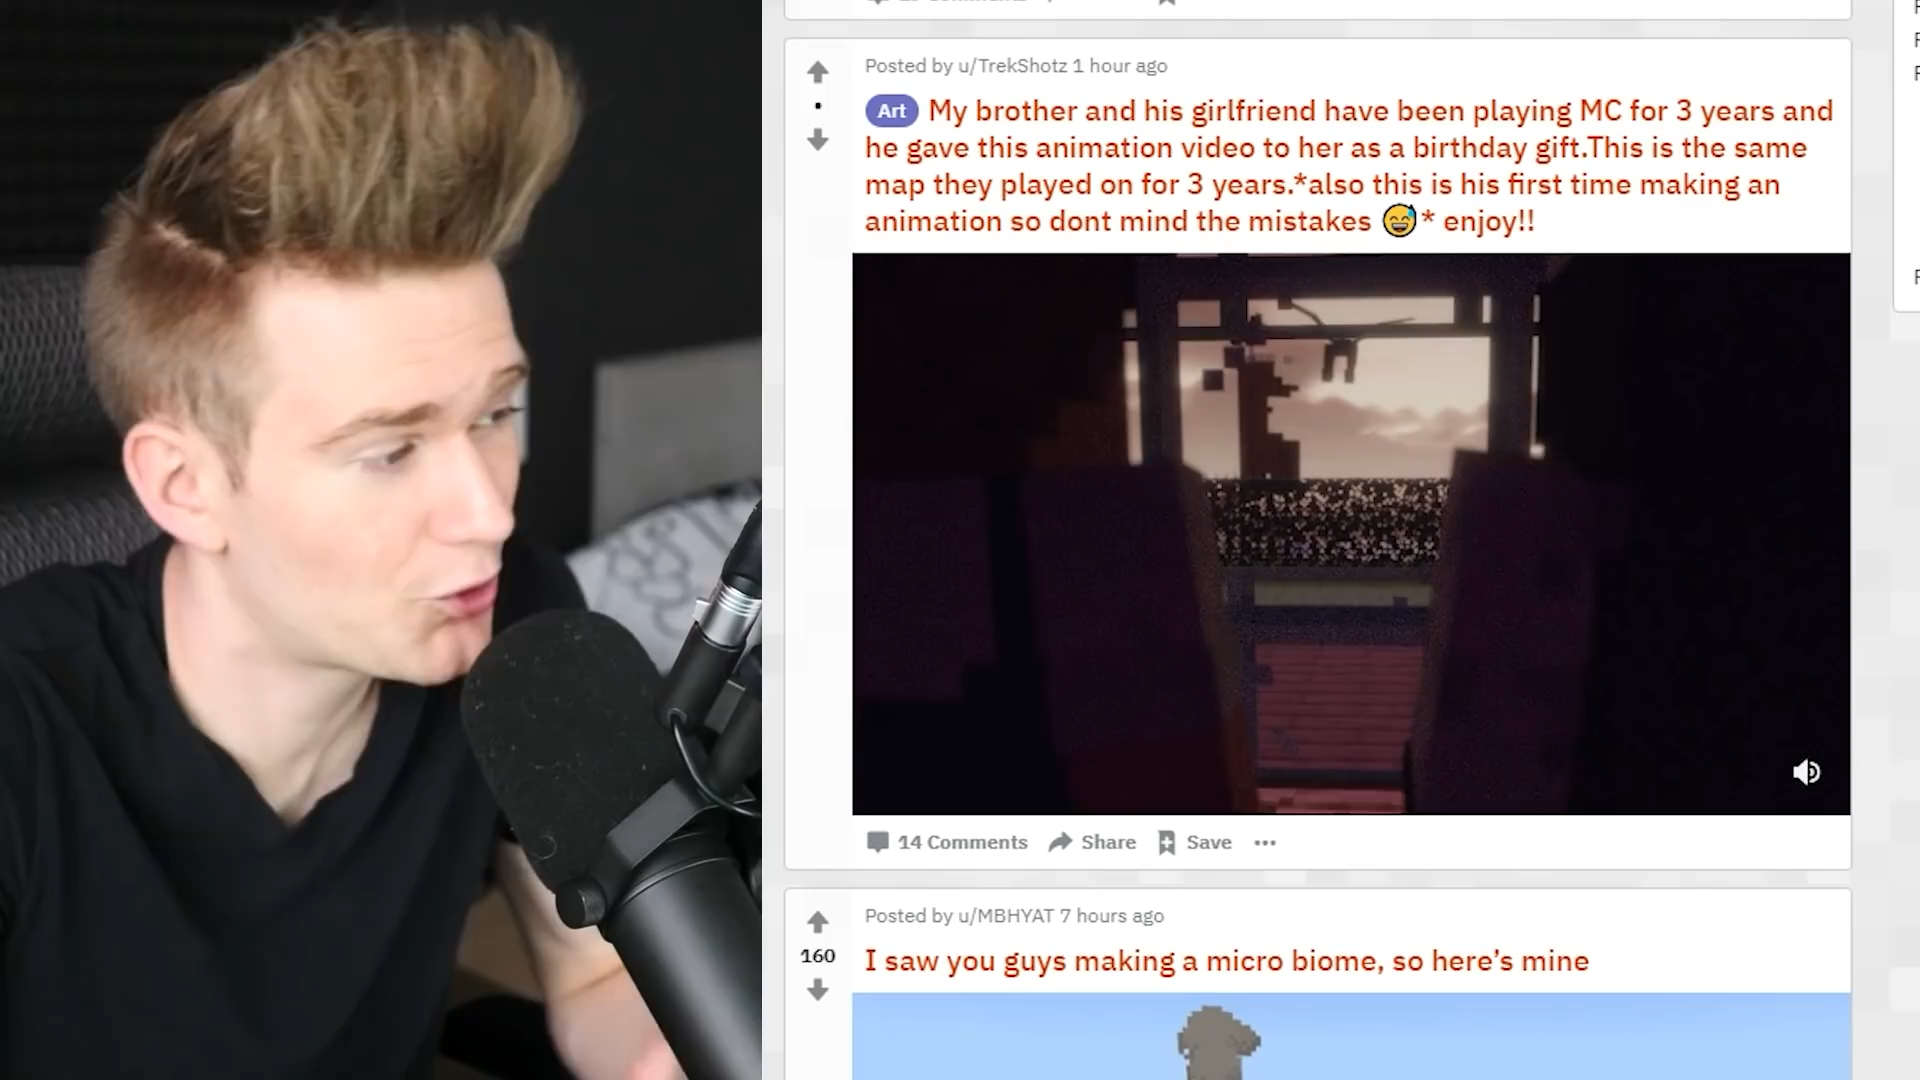 Posted by u/TrekShotz 1 hour ago
Art My brother and his girlfriend have been playing MC for 3 years and
he gave this animation video to her as a birthday gift.This is the same
map they played on for 3 years.*also this is his first time making an
animation so dont mind the mistakes 😅* enjoy!!
14 Comments Share Save ...
Posted by u/MBHYAT 7 hours ago
160
I saw you guys making a micro biome, so here's mine